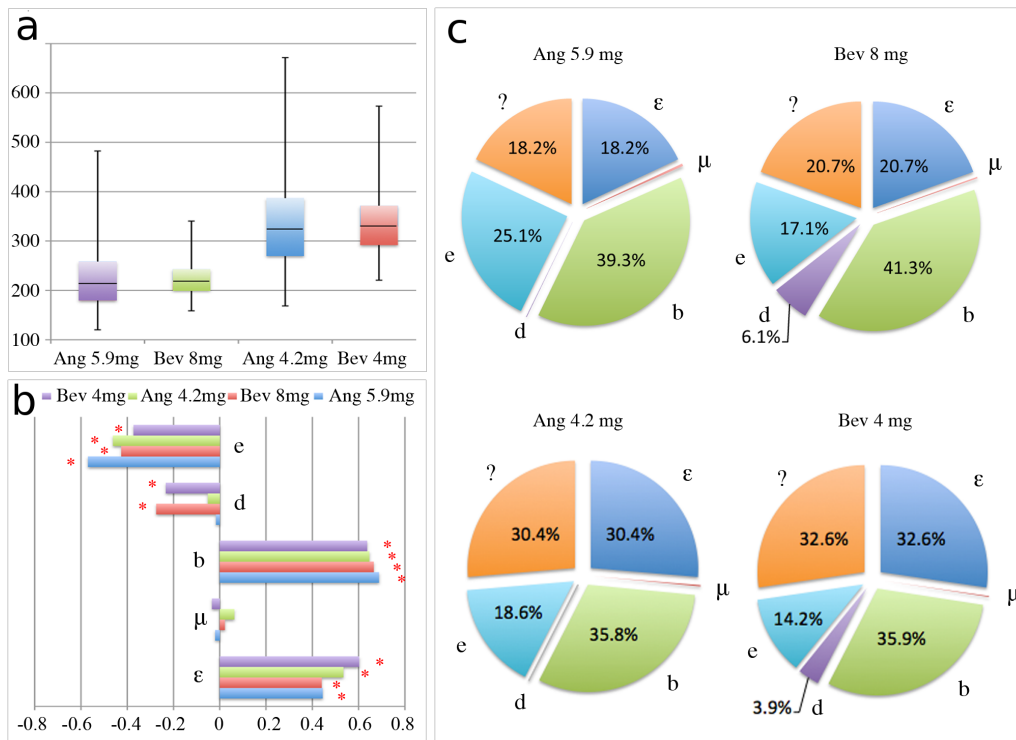 a
600
500
400
300
200
100
Ang 5.9mg Bev 8mg Ang 4.2mg Bev 4mg
b
Bev 4mg Ang 4.2mg Bev 8mg Ang 5.9mg
* e
*
*
*
* d
*
b *
*
*
*
μ
ε *
*
*
*
-0.8 -0.6 -0.4 -0.2 0 0.2 0.4 0.6 0.8
c
Ang 5.9 mg
? ε
18.2% 18.2%
μ
25.1%
e 39.3%
d b
Bev 8 mg
? ε
20.7% 20.7%
μ
17.1%
e 41.3%
d b
6.1%
Ang 4.2 mg
? ε
30.4% 30.4%
μ
18.6% 35.8%
e
d b
Bev 4 mg
? ε
32.6% 32.6%
μ
14.2% 35.9%
e
3.9% d b